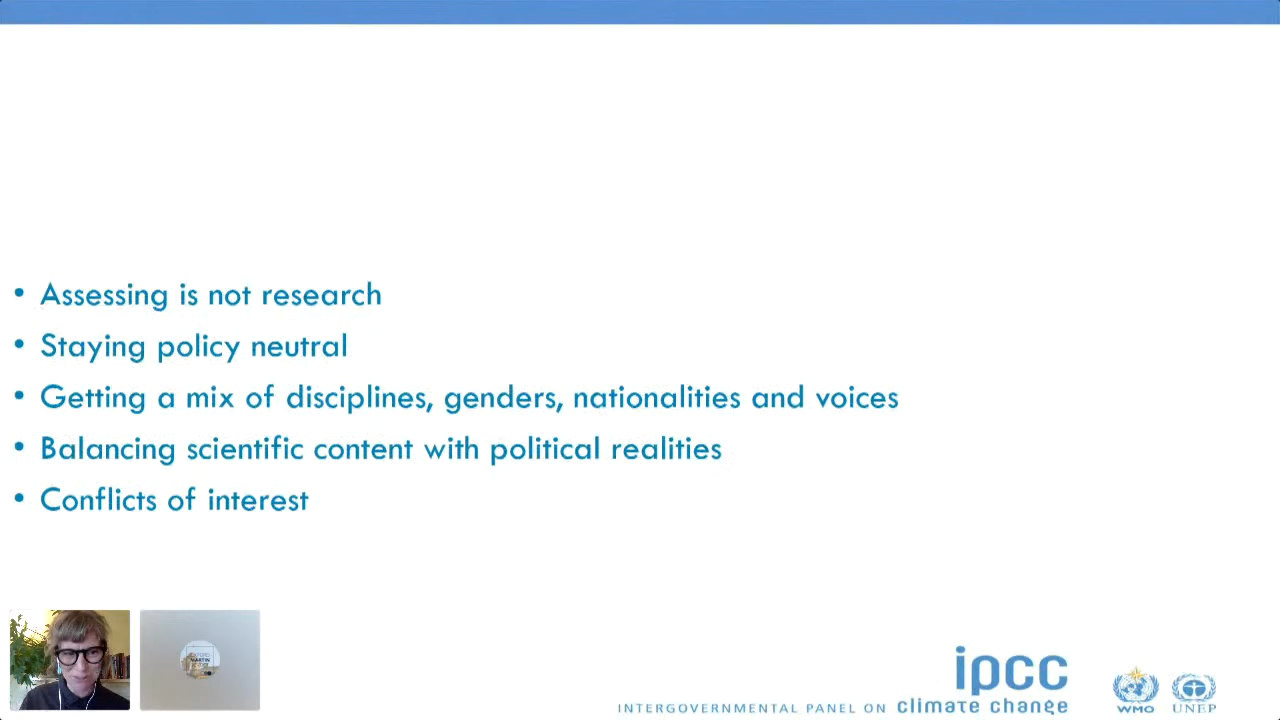 • Assessing is not research
• Staying policy neutral
• Getting a mix of disciplines, genders, nationalities and voices
• Balancing scientific content with political realities
• Conflicts of interest
MARTIN
ipcc
INTERGOVERNMENTAL PANEL ON climate change
WMO UNEP